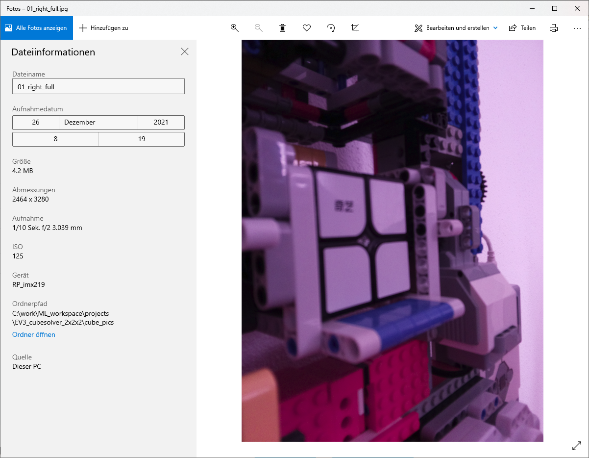 Fotos - 01_right_full.jpg
Alle Fotos anzeigen
Hinzufügen zu
Bearbeiten und erstellen
Teilen
Dateiinformationen
Dateiname
01_right_full
Aufnahmedatum
26 Dezember 2021
8 19
Größe
4.2 MB
Abmessungen
2464 x 3280
Aufnahme
1/10 Sek. f/2 3.039 mm
ISO
125
Gerät
RP_imx219
Ordnerpfad
C:\work\ML_workspace\projects
\EV3_cubesolver_2x2x2\cube_pics
Ordner öffnen
Quelle
Dieser PC